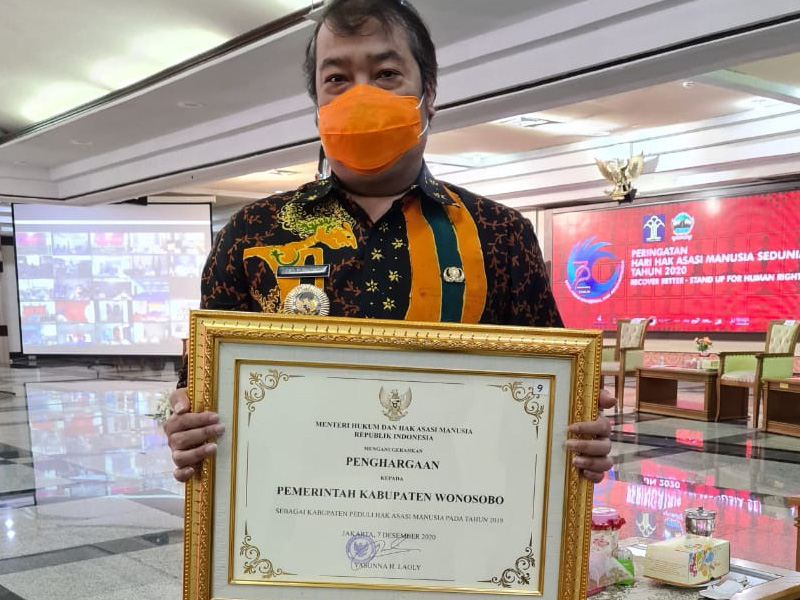 PERINGATAN
HARI HAK ASASI MANUSIA SEDUNIA
TAHUN 2020
RECOVER BETTER - STAND UP FOR HUMAN RIGHT
9
MENTERI HUKUM DAN HAK ASASI MANUSIA
REPUBLIK INDONESIA
MENGANUGERAHKAN
PENGHARGAAN
KEPADA
PEMERINTAH KABUPATEN WONOSOBO
SEBAGAI KABUPATEN PEDULI HAK ASASI MANUSIA PADA TAHUN 2019
JAKARTA, 7 DESEMBER 2020
YASONNA H. LAOLY